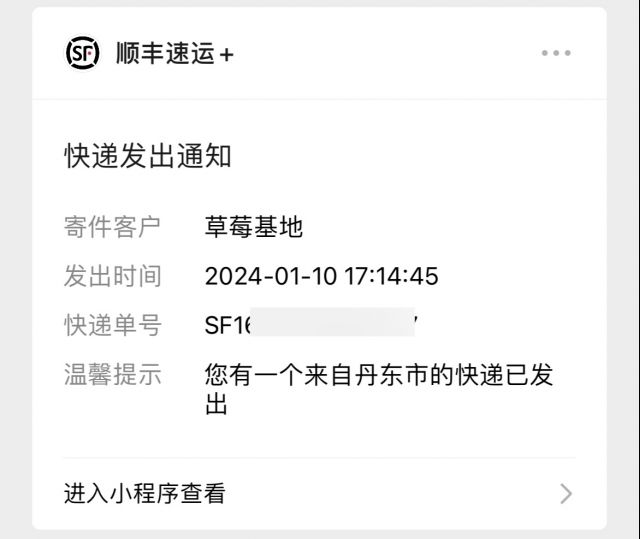 SF 顺丰速运+
快递发出通知
寄件客户 草莓基地
发出时间 2024-01-10 17:14:45
快递单号 SF16
温馨提示 您有一个来自丹东市的快递已发
出
进入小程序查看